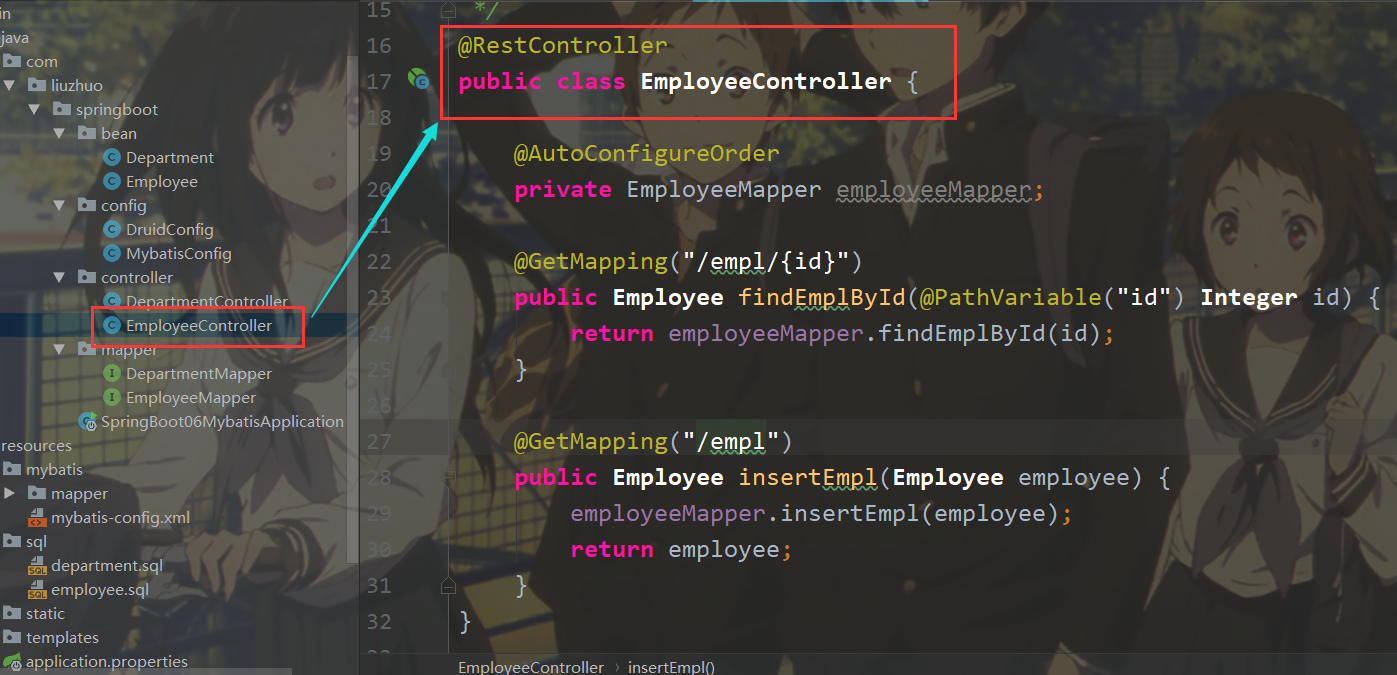 in
java
com
liuzhuo
springboot
bean
Department
Employee
config
DruidConfig
MybatisConfig
controller
DepartmentController
EmployeeController
mapper
DepartmentMapper
EmployeeMapper
SpringBoot06MybatisApplication
resources
mybatis
mapper
mybatis-config.xml
sql
department.sql
employee.sql
static
templates
application.properties
15 */
16 @RestController
17 public class EmployeeController {
18
19 @AutoConfigureOrder
20 private EmployeeMapper employeeMapper;
21
22 @GetMapping("/empl/{id}")
23 public Employee findEmplById(@PathVariable("id") Integer id) {
24 return employeeMapper.findEmplById(id);
25 }
26
27 @GetMapping("/empl")
28 public Employee insertEmpl(Employee employee) {
29 employeeMapper.insertEmpl(employee);
30 return employee;
31 }
32 }
EmployeeController › insertEmpl()